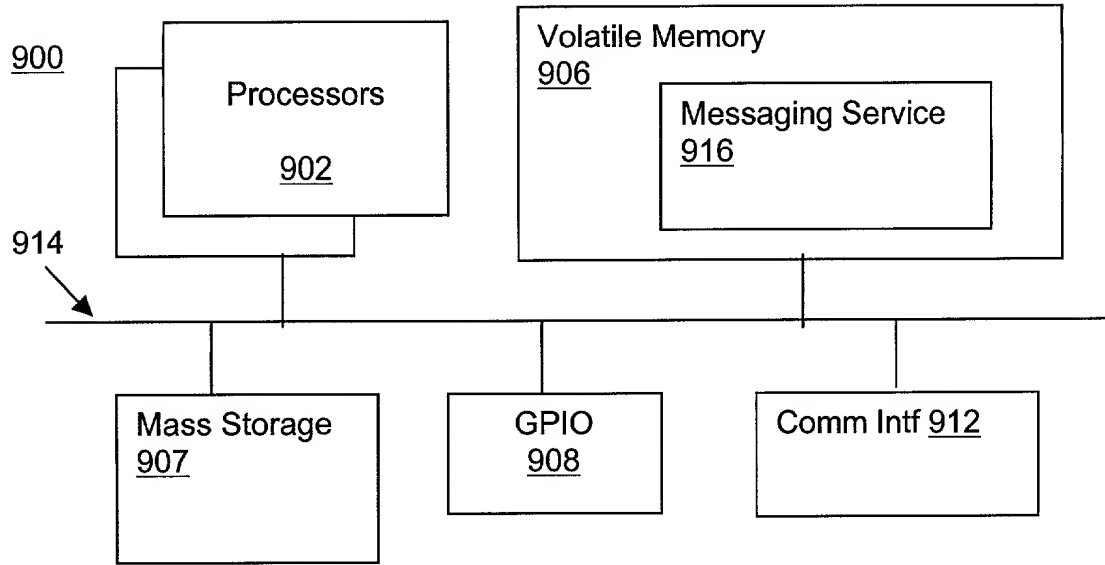 900
Processors
902
Volatile Memory
906
Messaging Service
916
914
Mass Storage
907
GPIO
908
Comm Intf 912